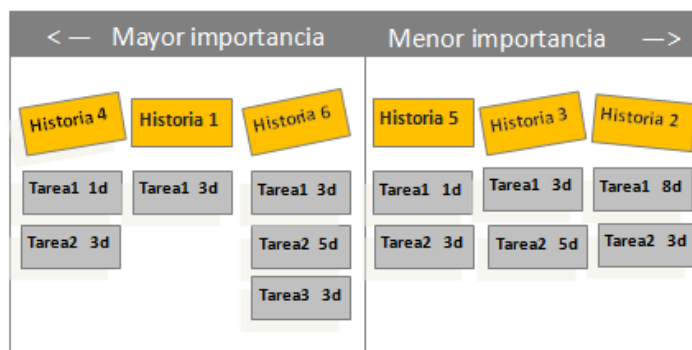 < — Mayor importancia Menor importancia —>
Historia 4 Historia 1 Historia 6 Historia 5 Historia 3 Historia 2
Tarea1 1d Tarea1 3d Tarea1 3d Tarea1 1d Tarea1 3d Tarea1 8d
Tarea2 3d Tarea2 5d Tarea2 3d Tarea2 5d Tarea2 3d
Tarea3 3d